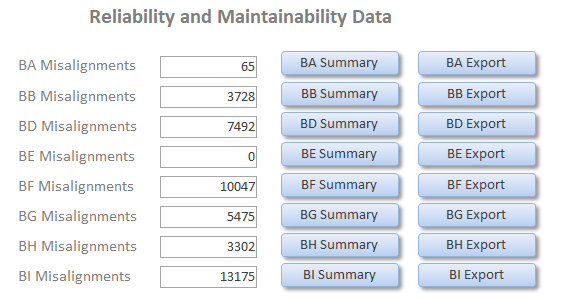 Reliability and Maintainability Data
BA Misalignments 65 BA Summary BA Export
BB Misalignments 3728 BB Summary BB Export
BD Misalignments 7492 BD Summary BD Export
BE Misalignments 0 BE Summary BE Export
BF Misalignments 10047 BF Summary BF Export
BG Misalignments 5475 BG Summary BG Export
BH Misalignments 3302 BH Summary BH Export
BI Misalignments 13175 BI Summary BI Export